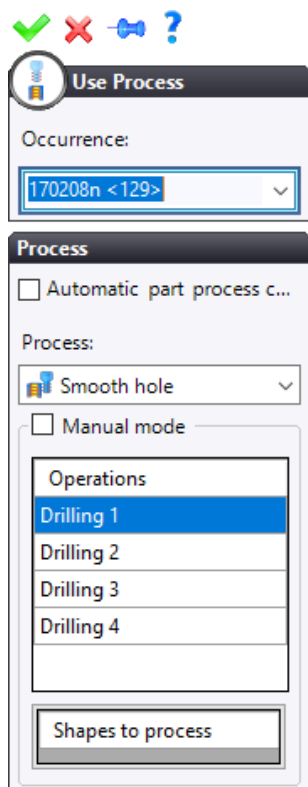 ?
Use Process
Occurrence:
170208n <129>
Process
Automatic part process c...
Process:
Smooth hole
Manual mode
Operations
Drilling 1
Drilling 2
Drilling 3
Drilling 4
Shapes to process